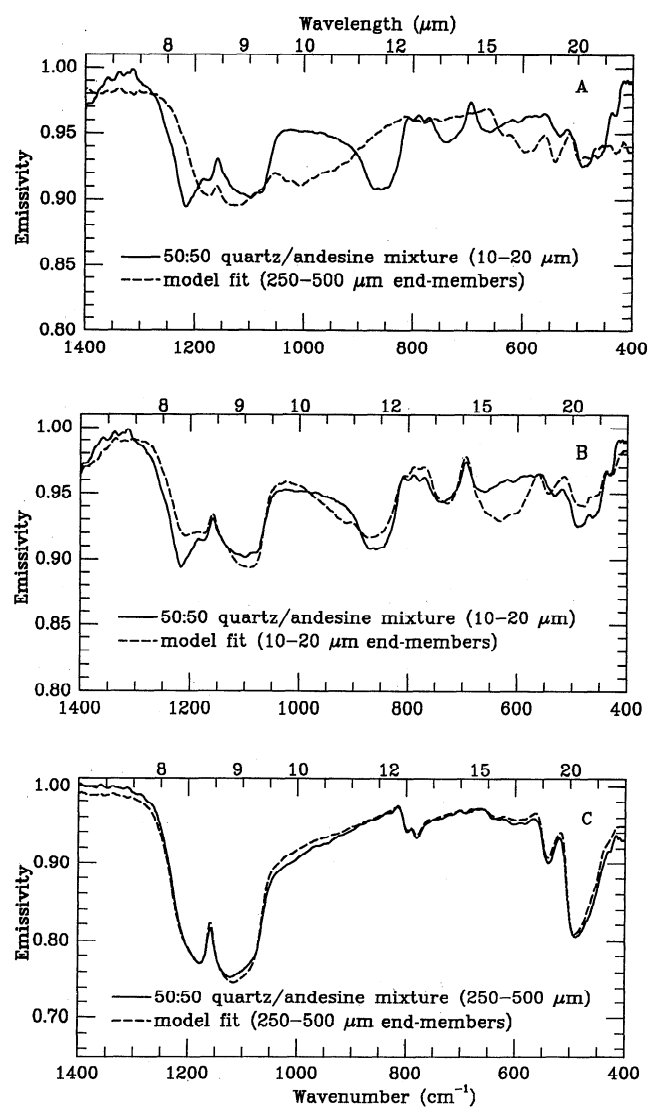 Wavelength (μm)
8 9 10 12 15 20
1.00
0.95
0.90
0.85
0.80
Emissivity
A
50:50 quartz/andesine mixture (10–20 μm)
model fit (250–500 μm end-members)
1400 1200 1000 800 600 400
8 9 10 12 15 20
1.00
0.95
0.90
0.85
0.80
Emissivity
B
50:50 quartz/andesine mixture (10–20 μm)
model fit (10–20 μm end-members)
1400 1200 1000 800 600 400
8 9 10 12 15 20
1.00
0.90
0.80
0.70
Emissivity
C
50:50 quartz/andesine mixture (250–500 μm)
model fit (250–500 μm end-members)
1400 1200 1000 800 600 400
Wavenumber (cm⁻¹)